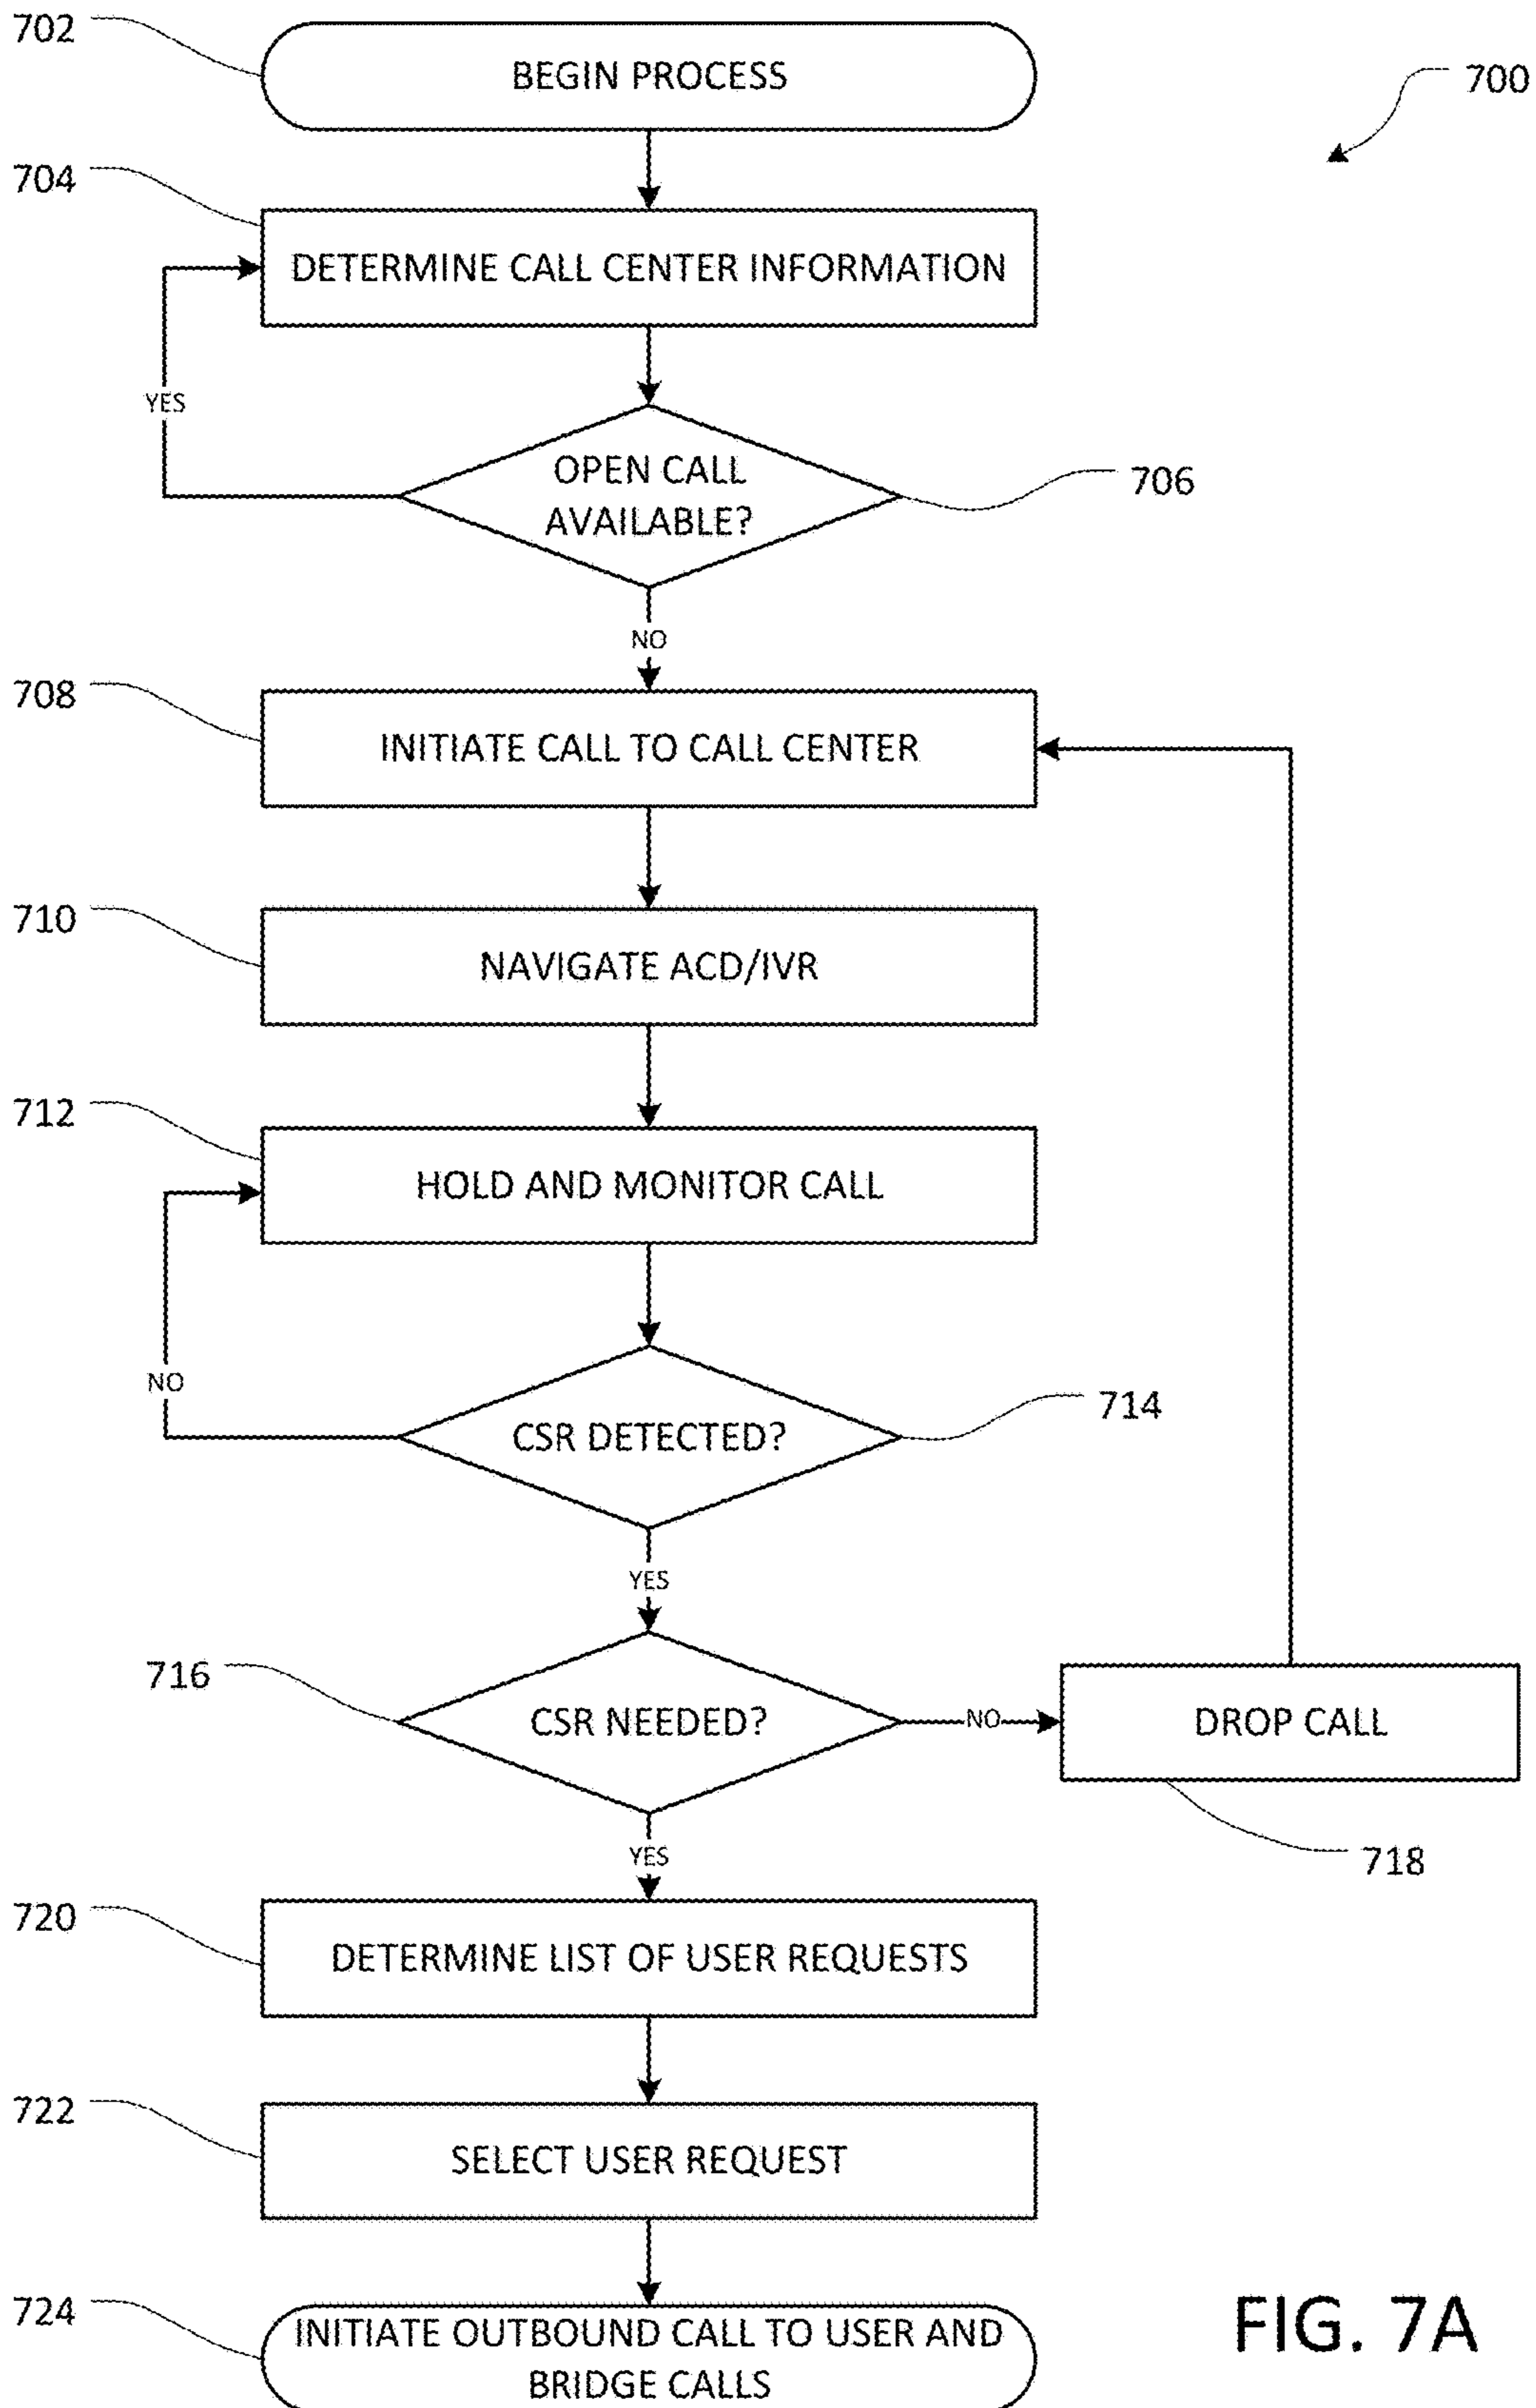 702
BEGIN PROCESS
700
704
DETERMINE CALL CENTER INFORMATION
YES
OPEN CALL
AVAILABLE?
706
NO
708
INITIATE CALL TO CALL CENTER
710
NAVIGATE ACD/IVR
712
HOLD AND MONITOR CALL
NO
CSR DETECTED?
714
YES
716
CSR NEEDED?
NO
DROP CALL
718
YES
720
DETERMINE LIST OF USER REQUESTS
722
SELECT USER REQUEST
724
INITIATE OUTBOUND CALL TO USER AND
BRIDGE CALLS
FIG. 7A